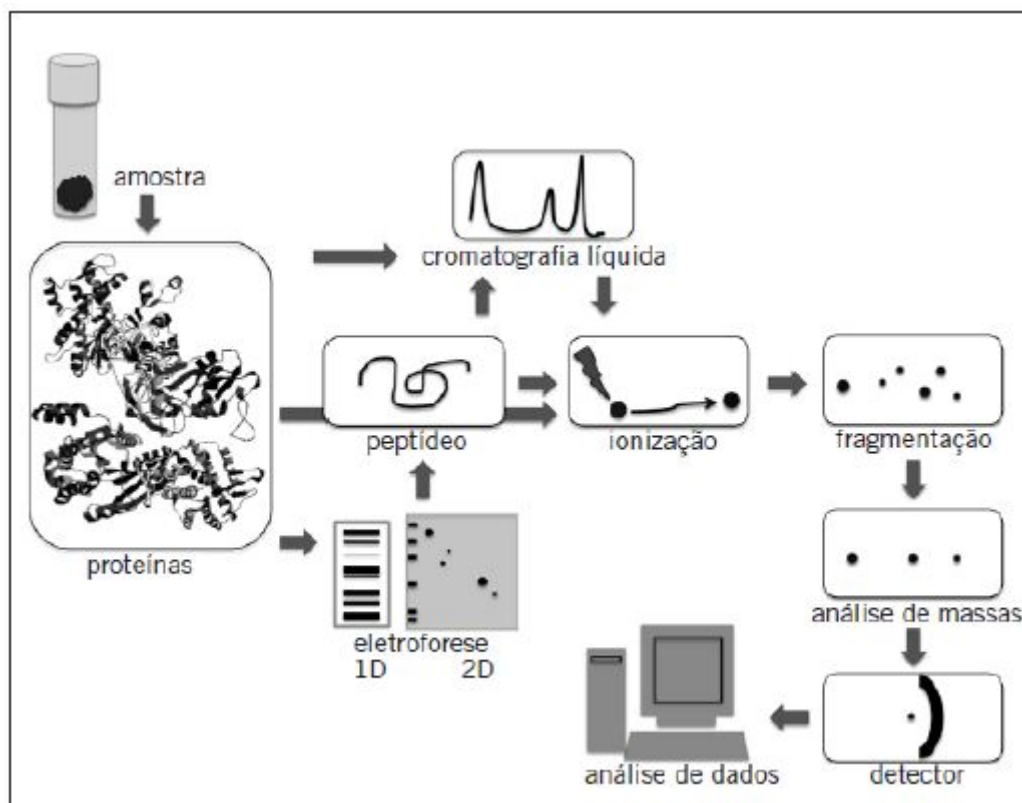 amostra
cromatografia líquida
proteínas
peptídeo
ionização
fragmentação
eletroforese
1D 2D
análise de massas
análise de dados
detector